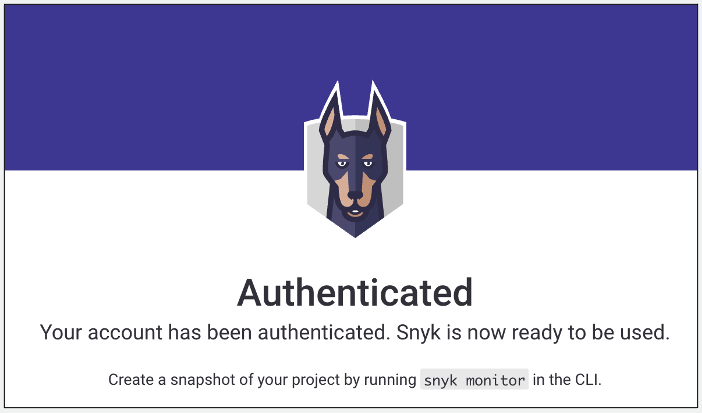 Authenticated
Your account has been authenticated. Snyk is now ready to be used.
Create a snapshot of your project by running snyk monitor in the CLI.